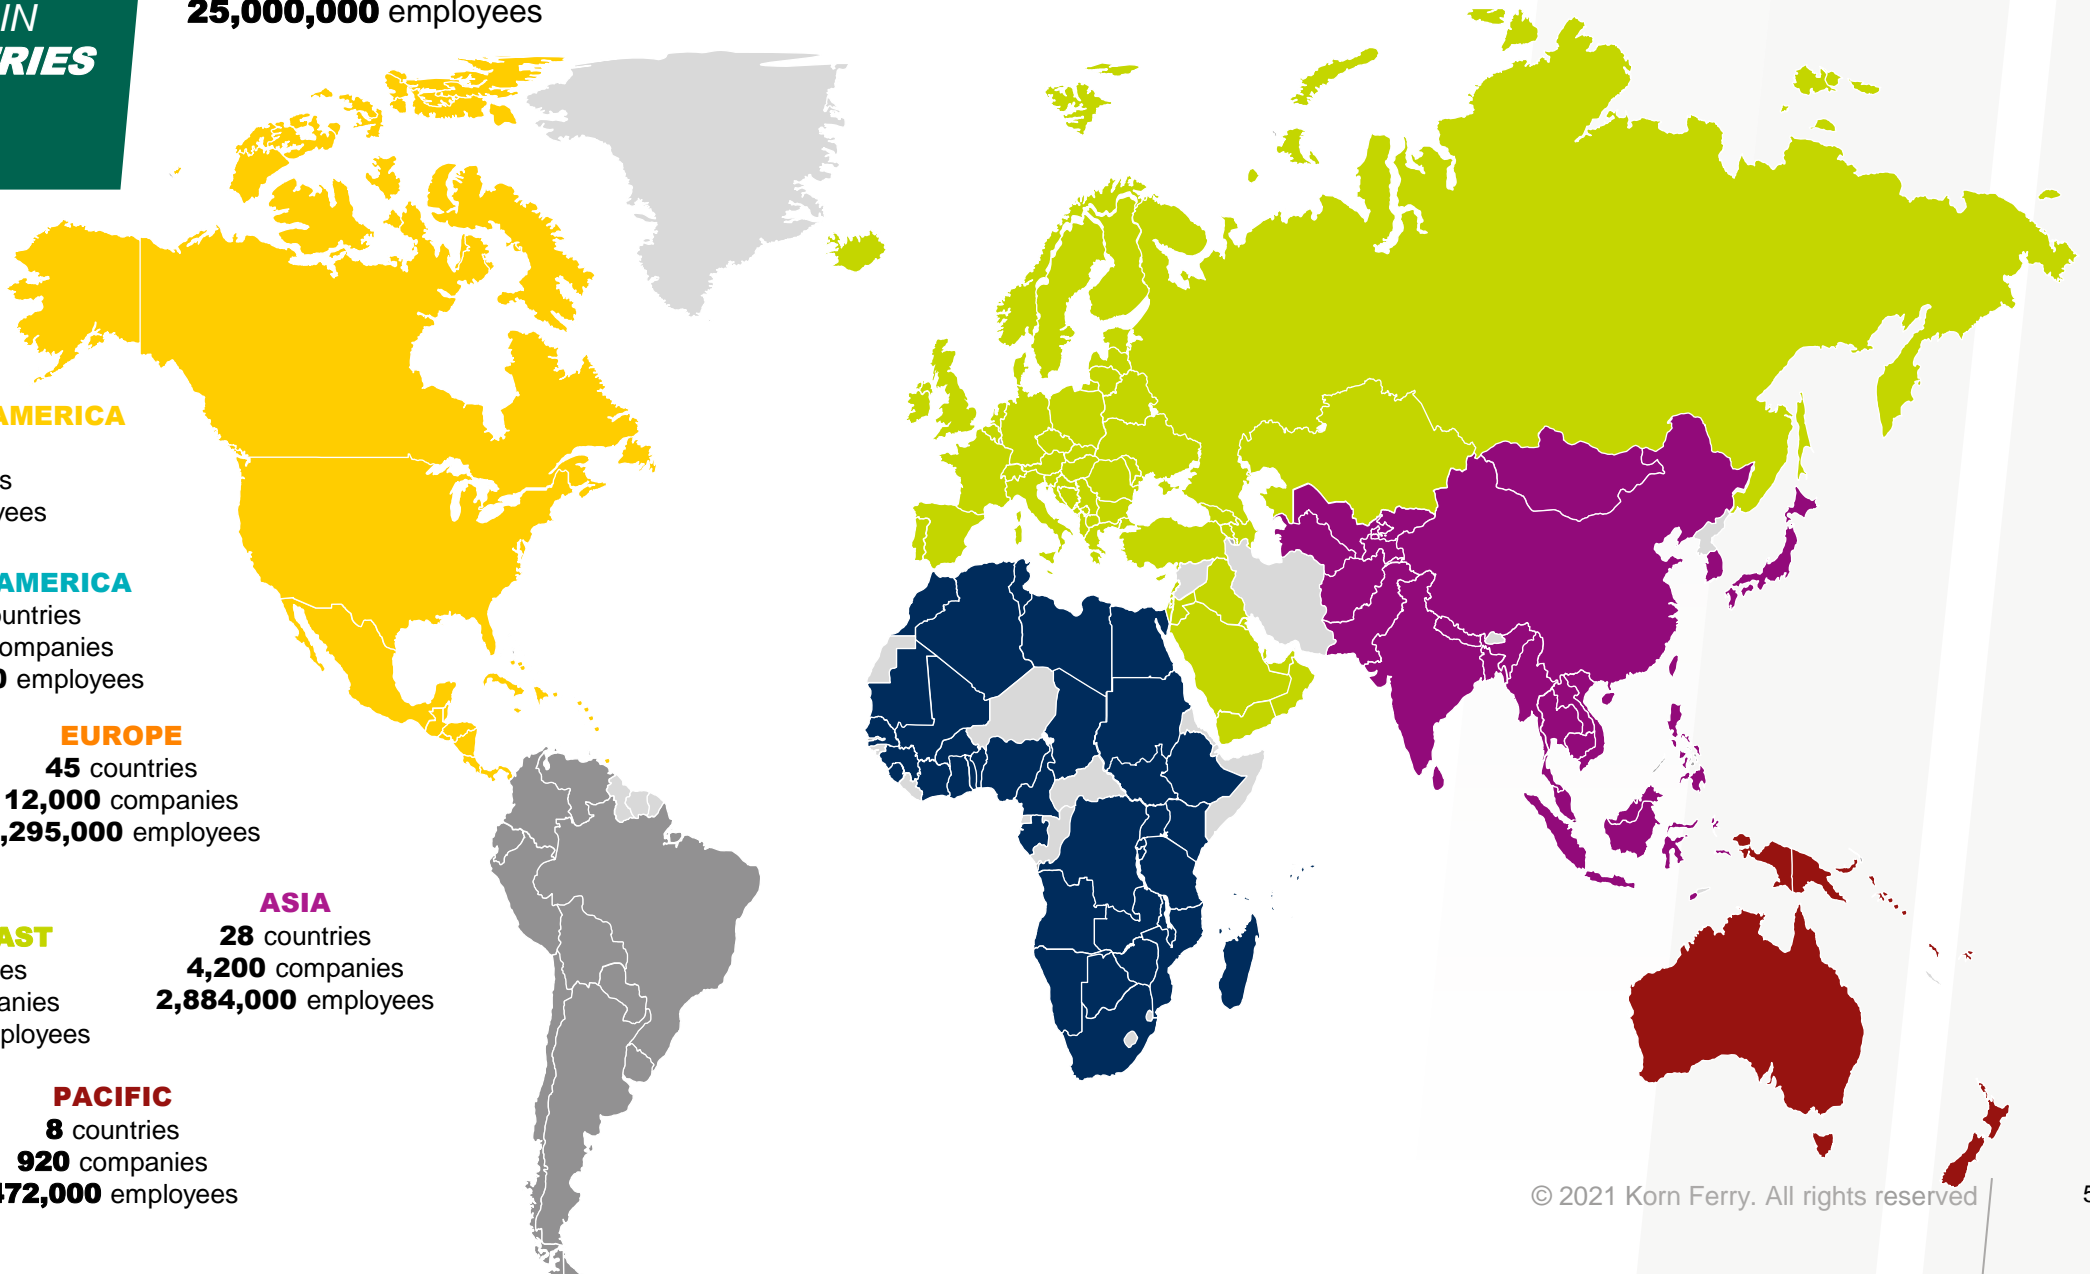 IN
RIES
25,000,000 employees
AMERICA
s
yees
AMERICA
untries
ompanies
0 employees
EUROPE
45 countries
12,000 companies
,295,000 employees
AST
es
anies
ployees
ASIA
28 countries
4,200 companies
2,884,000 employees
PACIFIC
8 countries
920 companies
472,000 employees
© 2021 Korn Ferry. All rights reserved
5